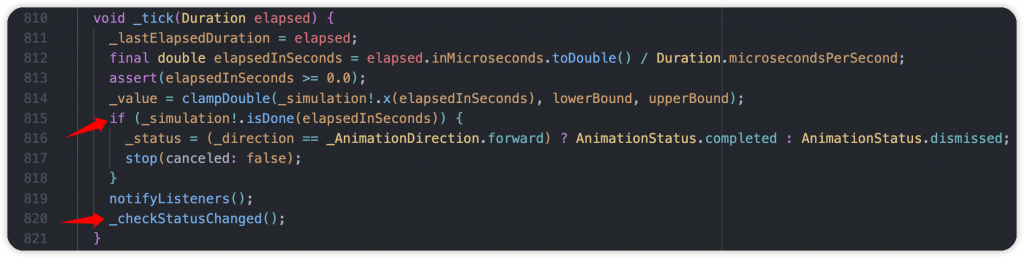 810 void _tick(Duration elapsed) {
811 _lastElapsedDuration = elapsed;
812 final double elapsedInSeconds = elapsed.inMicroseconds.toDouble() / Duration.microsecondsPerSecond;
813 assert(elapsedInSeconds >= 0.0);
814 _value = clampDouble(_simulation!.x(elapsedInSeconds), lowerBound, upperBound);
815 if (_simulation!.isDone(elapsedInSeconds)) {
816 _status = (_direction == _AnimationDirection.forward) ? AnimationStatus.completed : AnimationStatus.dismissed;
817 stop(canceled: false);
818 }
819 notifyListeners();
820 _checkStatusChanged();
821 }